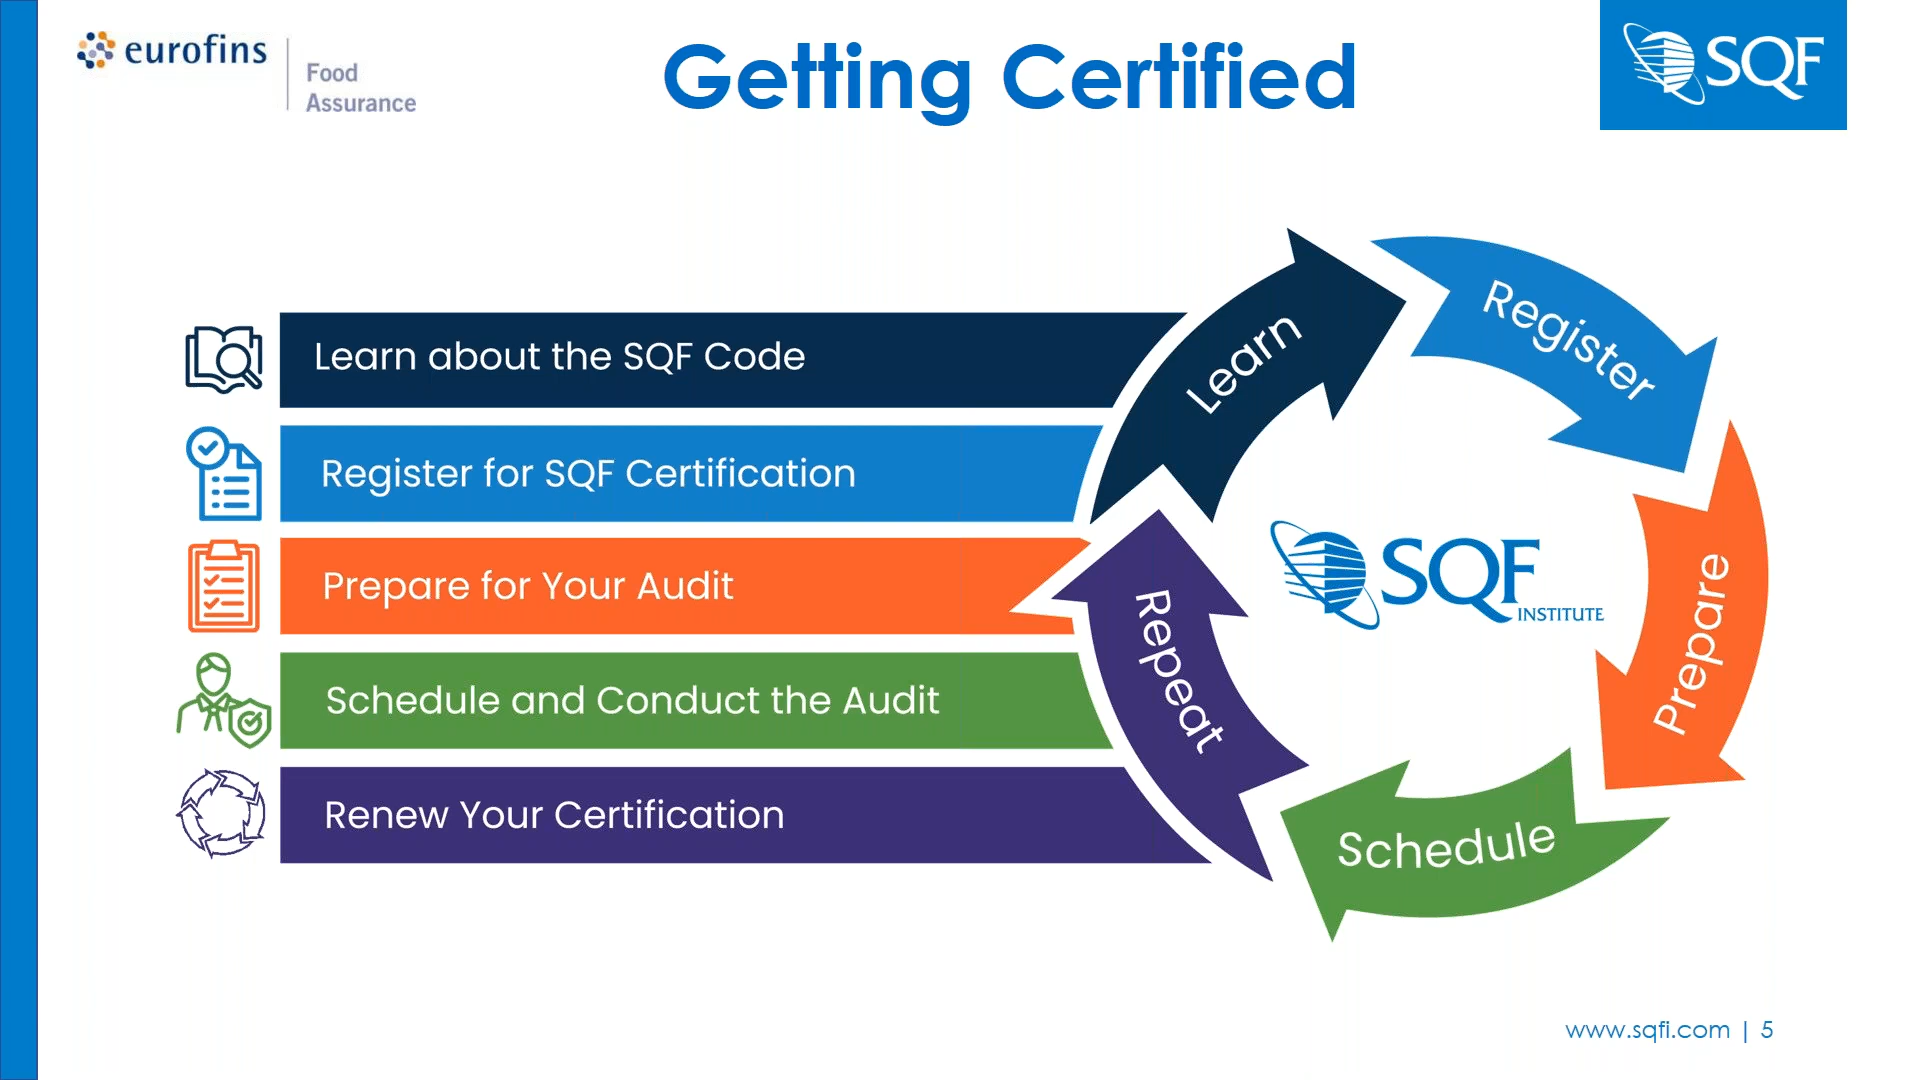 eurofins
Food
Assurance
Getting Certified
SQF
Learn about the SQF Code
Register for SQF Certification
Prepare for Your Audit
Schedule and Conduct the Audit
Renew Your Certification
Learn
Register
Prepare
Schedule
Repeat
SQF
INSTITUTE
www.sqfi.com | 5